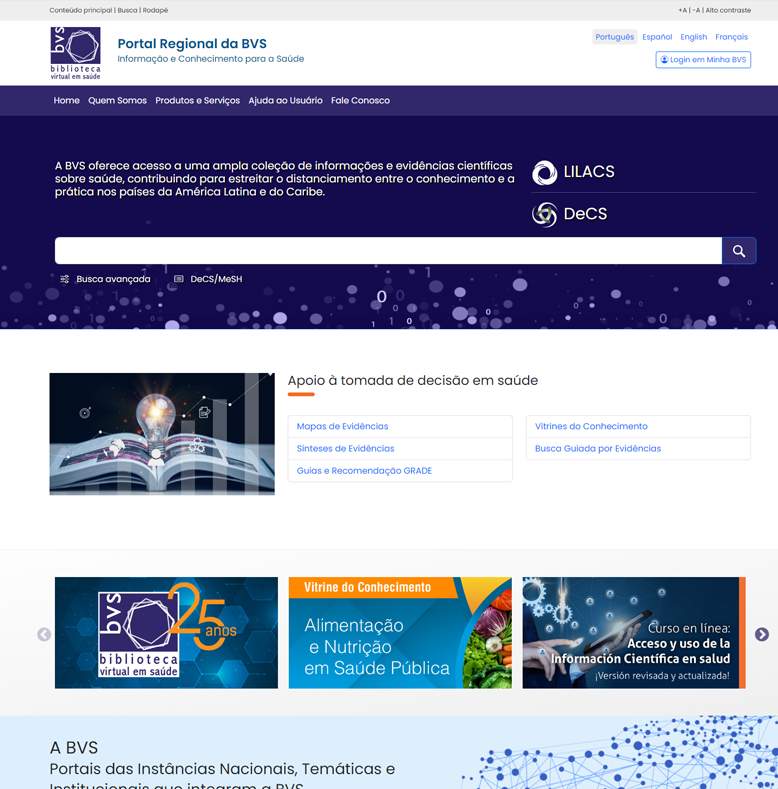 Conteúdo principal | Busca | Rodapé
+A | -A | Alto contraste
bvs
biblioteca
virtual em saúde
Portal Regional da BVS
Informação e Conhecimento para a Saúde
Português Español English Français
Login em Minha BVS
Home Quem Somos Produtos e Serviços Ajuda ao Usuário Fale Conosco
A BVS oferece acesso a uma ampla coleção de informações e evidências científicas
sobre saúde, contribuindo para estreitar o distanciamento entre o conhecimento e a
prática nos países da América Latina e do Caribe.
LILACS
DeCS
Busca avançada
DeCS/MeSH
Apoio à tomada de decisão em saúde
Mapas de Evidências
Sínteses de Evidências
Guias e Recomendação GRADE
Vitrines do Conhecimento
Busca Guiada por Evidências
bvs
biblioteca
virtual em saúde
25
anos
Vitrine do Conhecimento
Alimentação
e Nutrição
em Saúde Pública
Curso en línea:
Acceso y uso de la
Información Científica en salud
¡Versión revisada y actualizada!
A BVS
Portais das Instâncias Nacionais, Temáticas e
Institucionais que integram a BVS